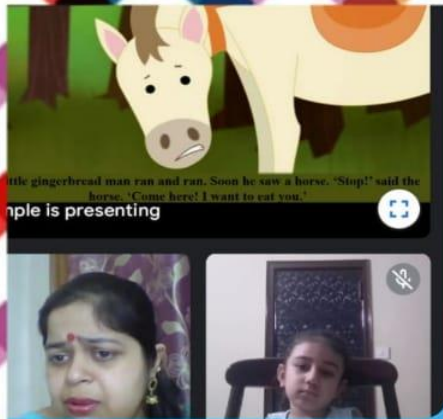 ttle gingerbread man ran and ran. Soon he saw a horse. 'Stop!' said the
horse. 'Come here! I want to eat you.'
mple is presenting